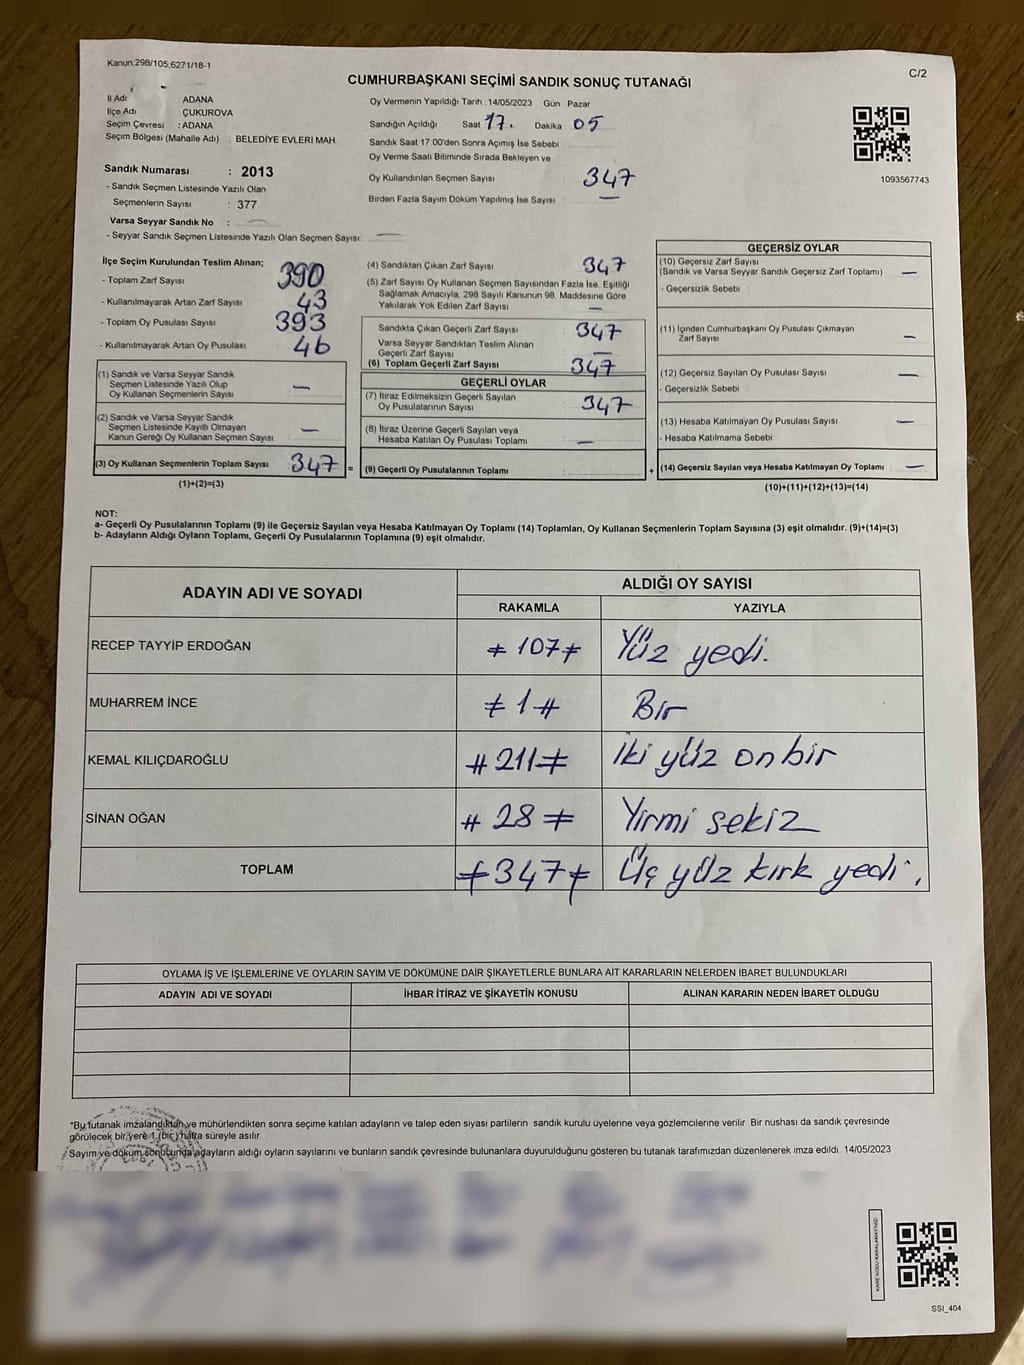 Kanun,298/105,6271/18-1
C/2
CUMHURBAŞKANI SEÇİMİ SANDIK SONUÇ TUTANAĞI
İl Adı : ADANA
İlçe Adı : ÇUKUROVA
Seçim Çevresi : ADANA
Seçim Bölgesi (Mahalle Adı) : BELEDİYE EVLERİ MAH
Sandık Numarası : 2013
- Sandık Seçmen Listesinde Yazılı Olan
Seçmenlerin Sayısı : 377
Varsa Seyyar Sandık No :
- Seyyar Sandık Seçmen Listesinde Yazılı Olan Seçmen Sayısı:
Oy Vermenin Yapıldığı Tarih : 14/05/2023 Gün : Pazar
Sandığın Açıldığı Saat 17. Dakika 05
Sandık Saat 17:00'den Sonra Açımış İse Sebebi :
Oy Verme Saati Bitiminde Sırada Bekleyen ve
Oy Kullandırılan Seçmen Sayısı : 347
Birden Fazla Sayım Döküm Yapılmış İse Sayısı : —
1093567743
İlçe Seçim Kurulundan Teslim Alınan;
- Toplam Zarf Sayısı : 390
- Kullanılmayarak Artan Zarf Sayısı : 43
- Toplam Oy Pusulası Sayısı : 393
- Kullanılmayarak Artan Oy Pusulası : 46
(1) Sandık ve Varsa Seyyar Sandık
Seçmen Listesinde Yazılı Olup
Oy Kullanan Seçmenlerin Sayısı : —
(2) Sandık ve Varsa Seyyar Sandık
Seçmen Listesinde Kayıtlı Olmayan
Kanun Gereği Oy Kullanan Seçmen Sayısı : —
(3) Oy Kullanan Seçmenlerin Toplam Sayısı : 347 =
(1)+(2)=(3)
(4) Sandıktan Çıkan Zarf Sayısı : 347
(5) Zarf Sayısı Oy Kullanan Seçmen Sayısından Fazla İse, Eşitliği
Sağlamak Amacıyla, 298 Sayılı Kanunun 98. Maddesine Göre
Yakılarak Yok Edilen Zarf Sayısı : —
Sandıkta Çıkan Geçerli Zarf Sayısı : 347
Varsa Seyyar Sandıktan Teslim Alınan
Geçerli Zarf Sayısı : —
(6) Toplam Geçerli Zarf Sayısı : 347
GEÇERLİ OYLAR
(7) İtiraz Edilmeksizin Geçerli Sayılan
Oy Pusulalarının Sayısı : 347
(8) İtiraz Üzerine Geçerli Sayılan veya
Hesaba Katılan Oy Pusulası Toplamı : —
(9) Geçerli Oy Pusulalarının Toplamı : +
GEÇERSİZ OYLAR
(10) Geçersiz Zarf Sayısı
(Sandık ve Varsa Seyyar Sandık Geçersiz Zarf Toplamı) : —
- Geçersizlik Sebebi :
(11) İçinden Cumhurbaşkanı Oy Pusulası Çıkmayan
Zarf Sayısı : —
(12) Geçersiz Sayılan Oy Pusulası Sayısı : —
- Geçersizlik Sebebi :
(13) Hesaba Katılmayan Oy Pusulası Sayısı : —
- Hesaba Katılmama Sebebi :
(14) Geçersiz Sayılan veya Hesaba Katılmayan Oy Toplamı : —
(10)+(11)+(12)+(13)=(14)
NOT:
a- Geçerli Oy Pusulalarının Toplamı (9) ile Geçersiz Sayılan veya Hesaba Katılmayan Oy Toplamı (14) Toplamları, Oy Kullanan Seçmenlerin Toplam Sayısına (3) eşit olmalıdır. (9)+(14)=(3)
b- Adayların Aldığı Oyların Toplamı, Geçerli Oy Pusulalarının Toplamına (9) eşit olmalıdır.
ADAYIN ADI VE SOYADI ALDIĞI OY SAYISI
RAKAMLA YAZIYLA
RECEP TAYYİP ERDOĞAN ≠ 107 ≠ Yüz yedi.
MUHARREM İNCE ≠ 1 # Bir
KEMAL KILIÇDAROĞLU # 211 ≠ İki yüz on bir
SİNAN OĞAN # 28 ≠ Yirmi sekiz
TOPLAM ≠ 347 ≠ Üç yüz kırk yedi.
OYLAMA İŞ VE İŞLEMLERİNE VE OYLARIN SAYIM VE DÖKÜMÜNE DAİR ŞİKAYETLERLE BUNLARA AİT KARARLARIN NELERDEN İBARET BULUNDUKLARI
ADAYIN ADI VE SOYADI İHBAR İTİRAZ VE ŞİKAYETİN KONUSU ALINAN KARARIN NEDEN İBARET OLDUĞU
*Bu tutanak imzalandıktan ve mühürlendikten sonra seçime katılan adayların ve talep eden siyasi partilerin sandık kurulu üyelerine veya gözlemcilerine verilir Bir nushası da sandık çevresinde
görülecek bir yere 1 (bir) hafta süreyle asılır.
Sayım ve döküm sonucunda adayların aldığı oyların sayılarını ve bunların sandık çevresinde bulunanlara duyurulduğunu gösteren bu tutanak tarafımızdan düzenlenerek imza edildi. 14/05/2023
KARE KODU KARALAMAYINIZ!
SSI_404